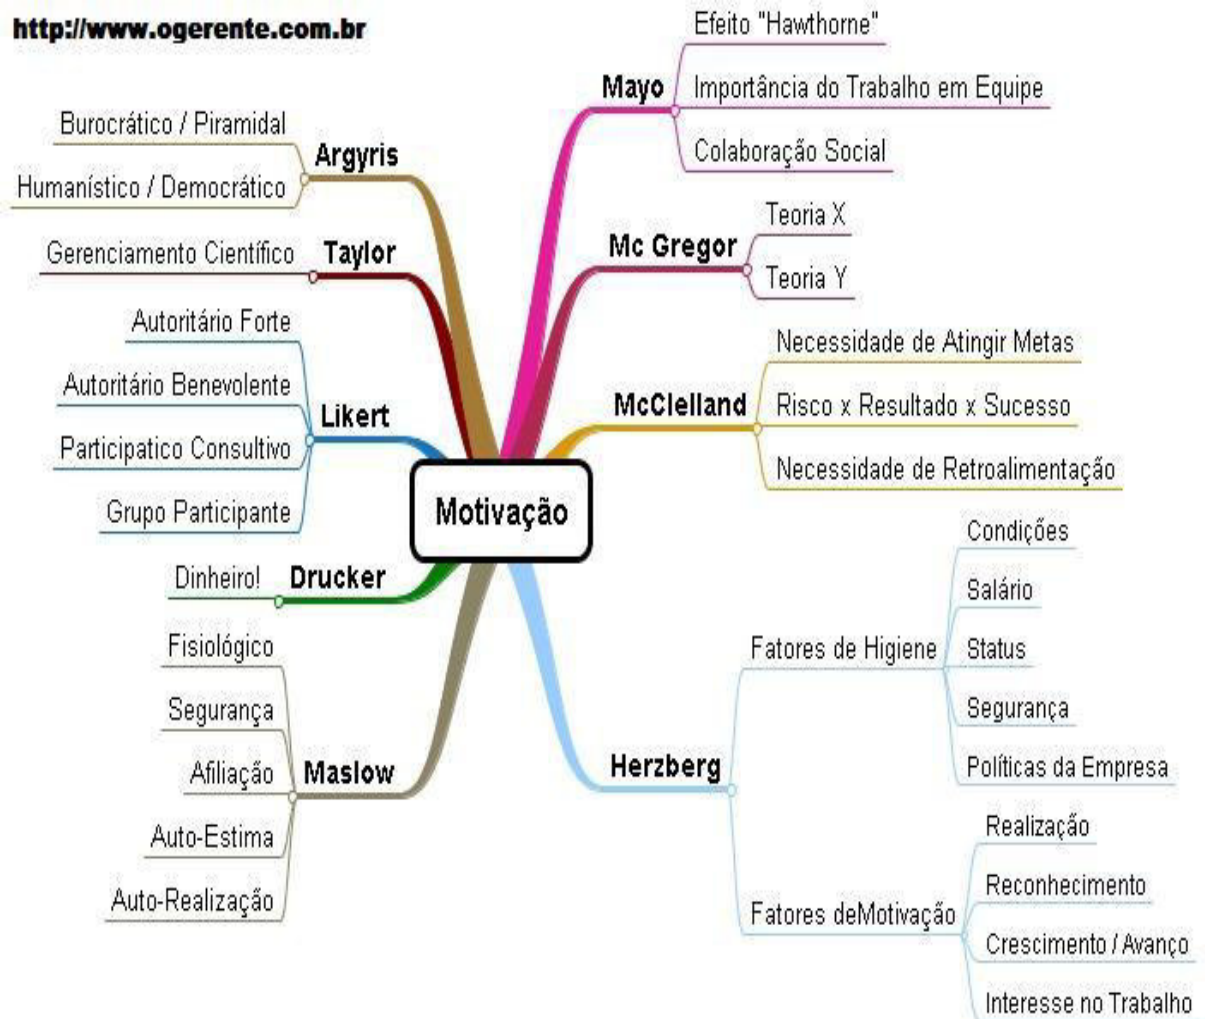 http://www.ogerente.com.br
Motivação
Mayo
Efeito "Hawthorne"
Importância do Trabalho em Equipe
Colaboração Social
Mc Gregor
Teoria X
Teoria Y
McClelland
Necessidade de Atingir Metas
Risco x Resultado x Sucesso
Necessidade de Retroalimentação
Herzberg
Fatores de Higiene
Condições
Salário
Status
Segurança
Políticas da Empresa
Fatores deMotivação
Realização
Reconhecimento
Crescimento / Avanço
Interesse no Trabalho
Argyris
Burocrático / Piramidal
Humanístico / Democrático
Taylor
Gerenciamento Científico
Likert
Autoritário Forte
Autoritário Benevolente
Participatico Consultivo
Grupo Participante
Drucker
Dinheiro!
Maslow
Fisiológico
Segurança
Afiliação
Auto-Estima
Auto-Realização